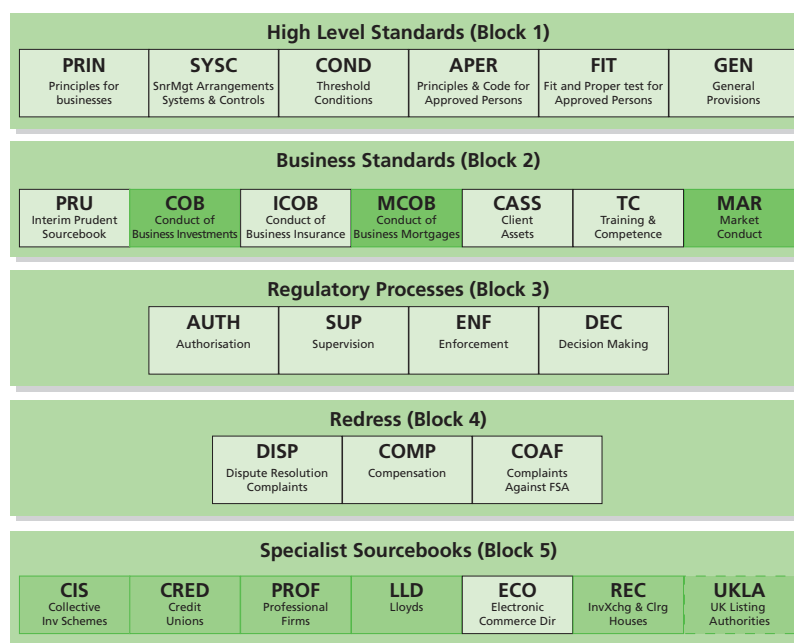 High Level Standards (Block 1)
PRIN
Principles for
businesses
SYSC
SnrMgt Arrangements
Systems & Controls
COND
Threshold
Conditions
APER
Principles & Code for
Approved Persons
FIT
Fit and Proper test for
Approved Persons
GEN
General
Provisions
Business Standards (Block 2)
PRU
Interim Prudent
Sourcebook
COB
Conduct of
Business Investments
ICOB
Conduct of
Business Insurance
MCOB
Conduct of
Business Mortgages
CASS
Client
Assets
TC
Training &
Competence
MAR
Market
Conduct
Regulatory Processes (Block 3)
AUTH
Authorisation
SUP
Supervision
ENF
Enforcement
DEC
Decision Making
Redress (Block 4)
DISP
Dispute Resolution
Complaints
COMP
Compensation
COAF
Complaints
Against FSA
Specialist Sourcebooks (Block 5)
CIS
Collective
Inv Schemes
CRED
Credit
Unions
PROF
Professional
Firms
LLD
Lloyds
ECO
Electronic
Commerce Dir
REC
InvXchg & Clrg
Houses
UKLA
UK Listing
Authorities